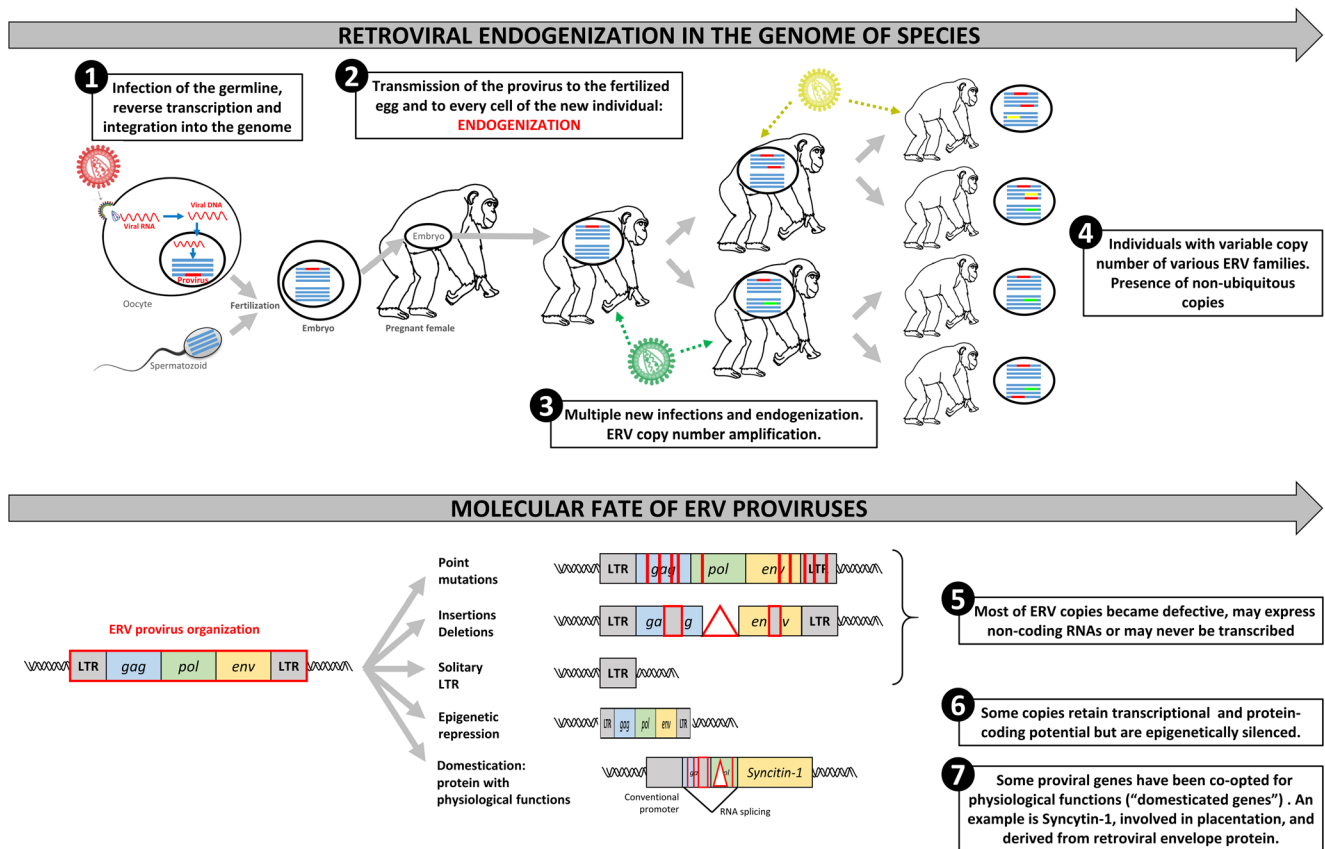 RETROVIRAL ENDOGENIZATION IN THE GENOME OF SPECIES
1
Infection of the germline,
reverse transcription and
integration into the genome
2
Transmission of the provirus to the fertilized
egg and to every cell of the new individual:
ENDOGENIZATION
Viral RNA
Viral DNA
Provirus
Oocyte
Fertilization
Spermatozoid
Embryo
Embryo
Pregnant female
3
Multiple new infections and endogenization.
ERV copy number amplification.
4
Individuals with variable copy
number of various ERV families.
Presence of non-ubiquitous
copies
MOLECULAR FATE OF ERV PROVIRUSES
ERV provirus organization
LTR gag pol env LTR
Point
mutations
LTR gag pol env LTR
Insertions
Deletions
LTR ga g en v LTR
Solitary
LTR
LTR
Epigenetic
repression
LTR gag pol env LTR
Domestication:
protein with
physiological functions
Syncitin-1
Conventional
promoter
RNA splicing
5
Most of ERV copies became defective, may express
non-coding RNAs or may never be transcribed
6
Some copies retain transcriptional and protein-
coding potential but are epigenetically silenced.
7
Some proviral genes have been co-opted for
physiological functions (“domesticated genes”) . An
example is Syncytin-1, involved in placentation, and
derived from retroviral envelope protein.